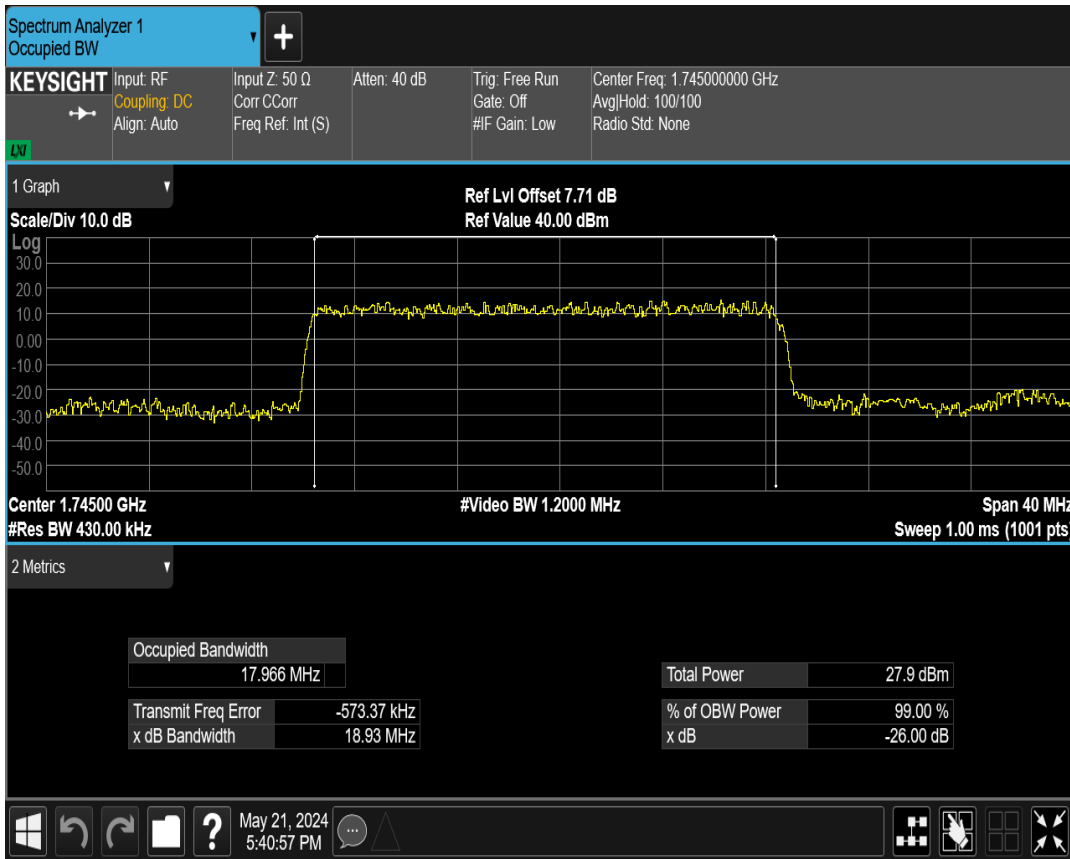 Spectrum Analyzer 1
Occupied BW
KEYSIGHT
LXI
Input: RF
Coupling: DC
Align: Auto
Input Z: 50 Ω
Corr CCorr
Freq Ref: Int (S)
Atten: 40 dB
Trig: Free Run
Gate: Off
#IF Gain: Low
Center Freq: 1.745000000 GHz
Avg|Hold: 100/100
Radio Std: None
1 Graph
Scale/Div 10.0 dB
Ref Lvl Offset 7.71 dB
Ref Value 40.00 dBm
Log
30.0
20.0
10.0
0.00
-10.0
-20.0
-30.0
-40.0
-50.0
Center 1.74500 GHz
#Res BW 430.00 kHz
#Video BW 1.2000 MHz
Span 40 MHz
Sweep 1.00 ms (1001 pts)
2 Metrics
Occupied Bandwidth
17.966 MHz
Transmit Freq Error -573.37 kHz
x dB Bandwidth 18.93 MHz
Total Power 27.9 dBm
% of OBW Power 99.00 %
x dB -26.00 dB
?
May 21, 2024
5:40:57 PM